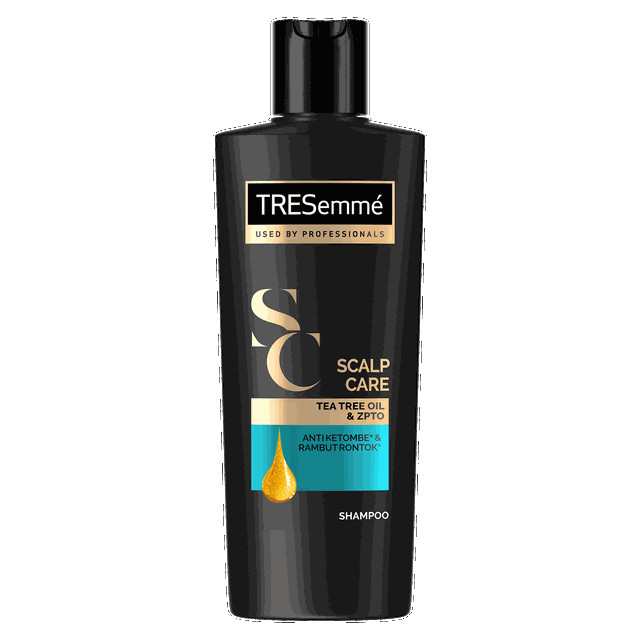 TRESemmé
USED BY PROFESSIONALS
SC
SCALP
CARE
TEA TREE OIL
& ZPTO
ANTI KETOMBE* &
RAMBUT RONTOK^
SHAMPOO